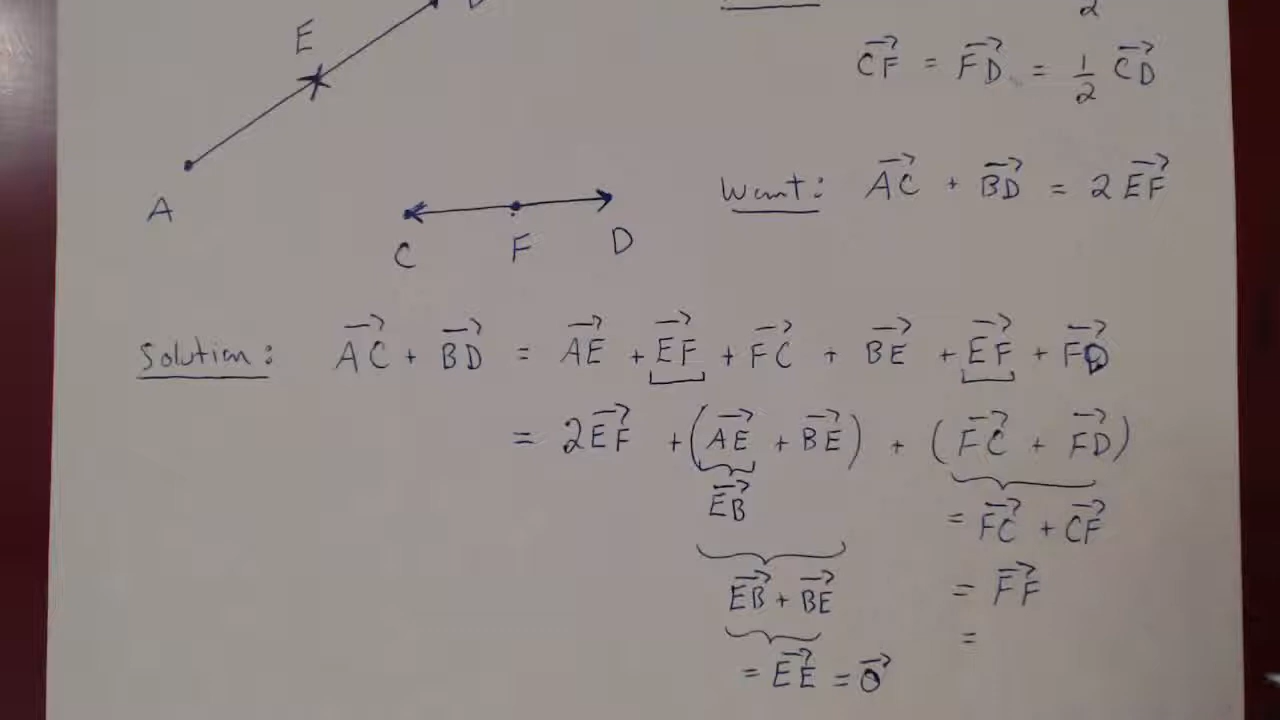 E
2
CF⃗ = FD⃗ = 1/2 CD⃗
A
Want: AC⃗ + BD⃗ = 2 EF⃗
C F D
Solution: AC⃗ + BD⃗ = AE⃗ + EF⃗ + FC⃗ + BE⃗ + EF⃗ + FD⃗
= 2EF⃗ + (AE⃗ + BE⃗) + (FC⃗ + FD⃗)
EB⃗
= FC⃗ + CF⃗
EB⃗ + BE⃗
= FF⃗
=
= EE⃗ = 0⃗